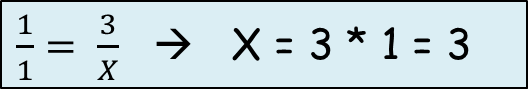 1/1 = 3/X → X = 3 * 1 = 3